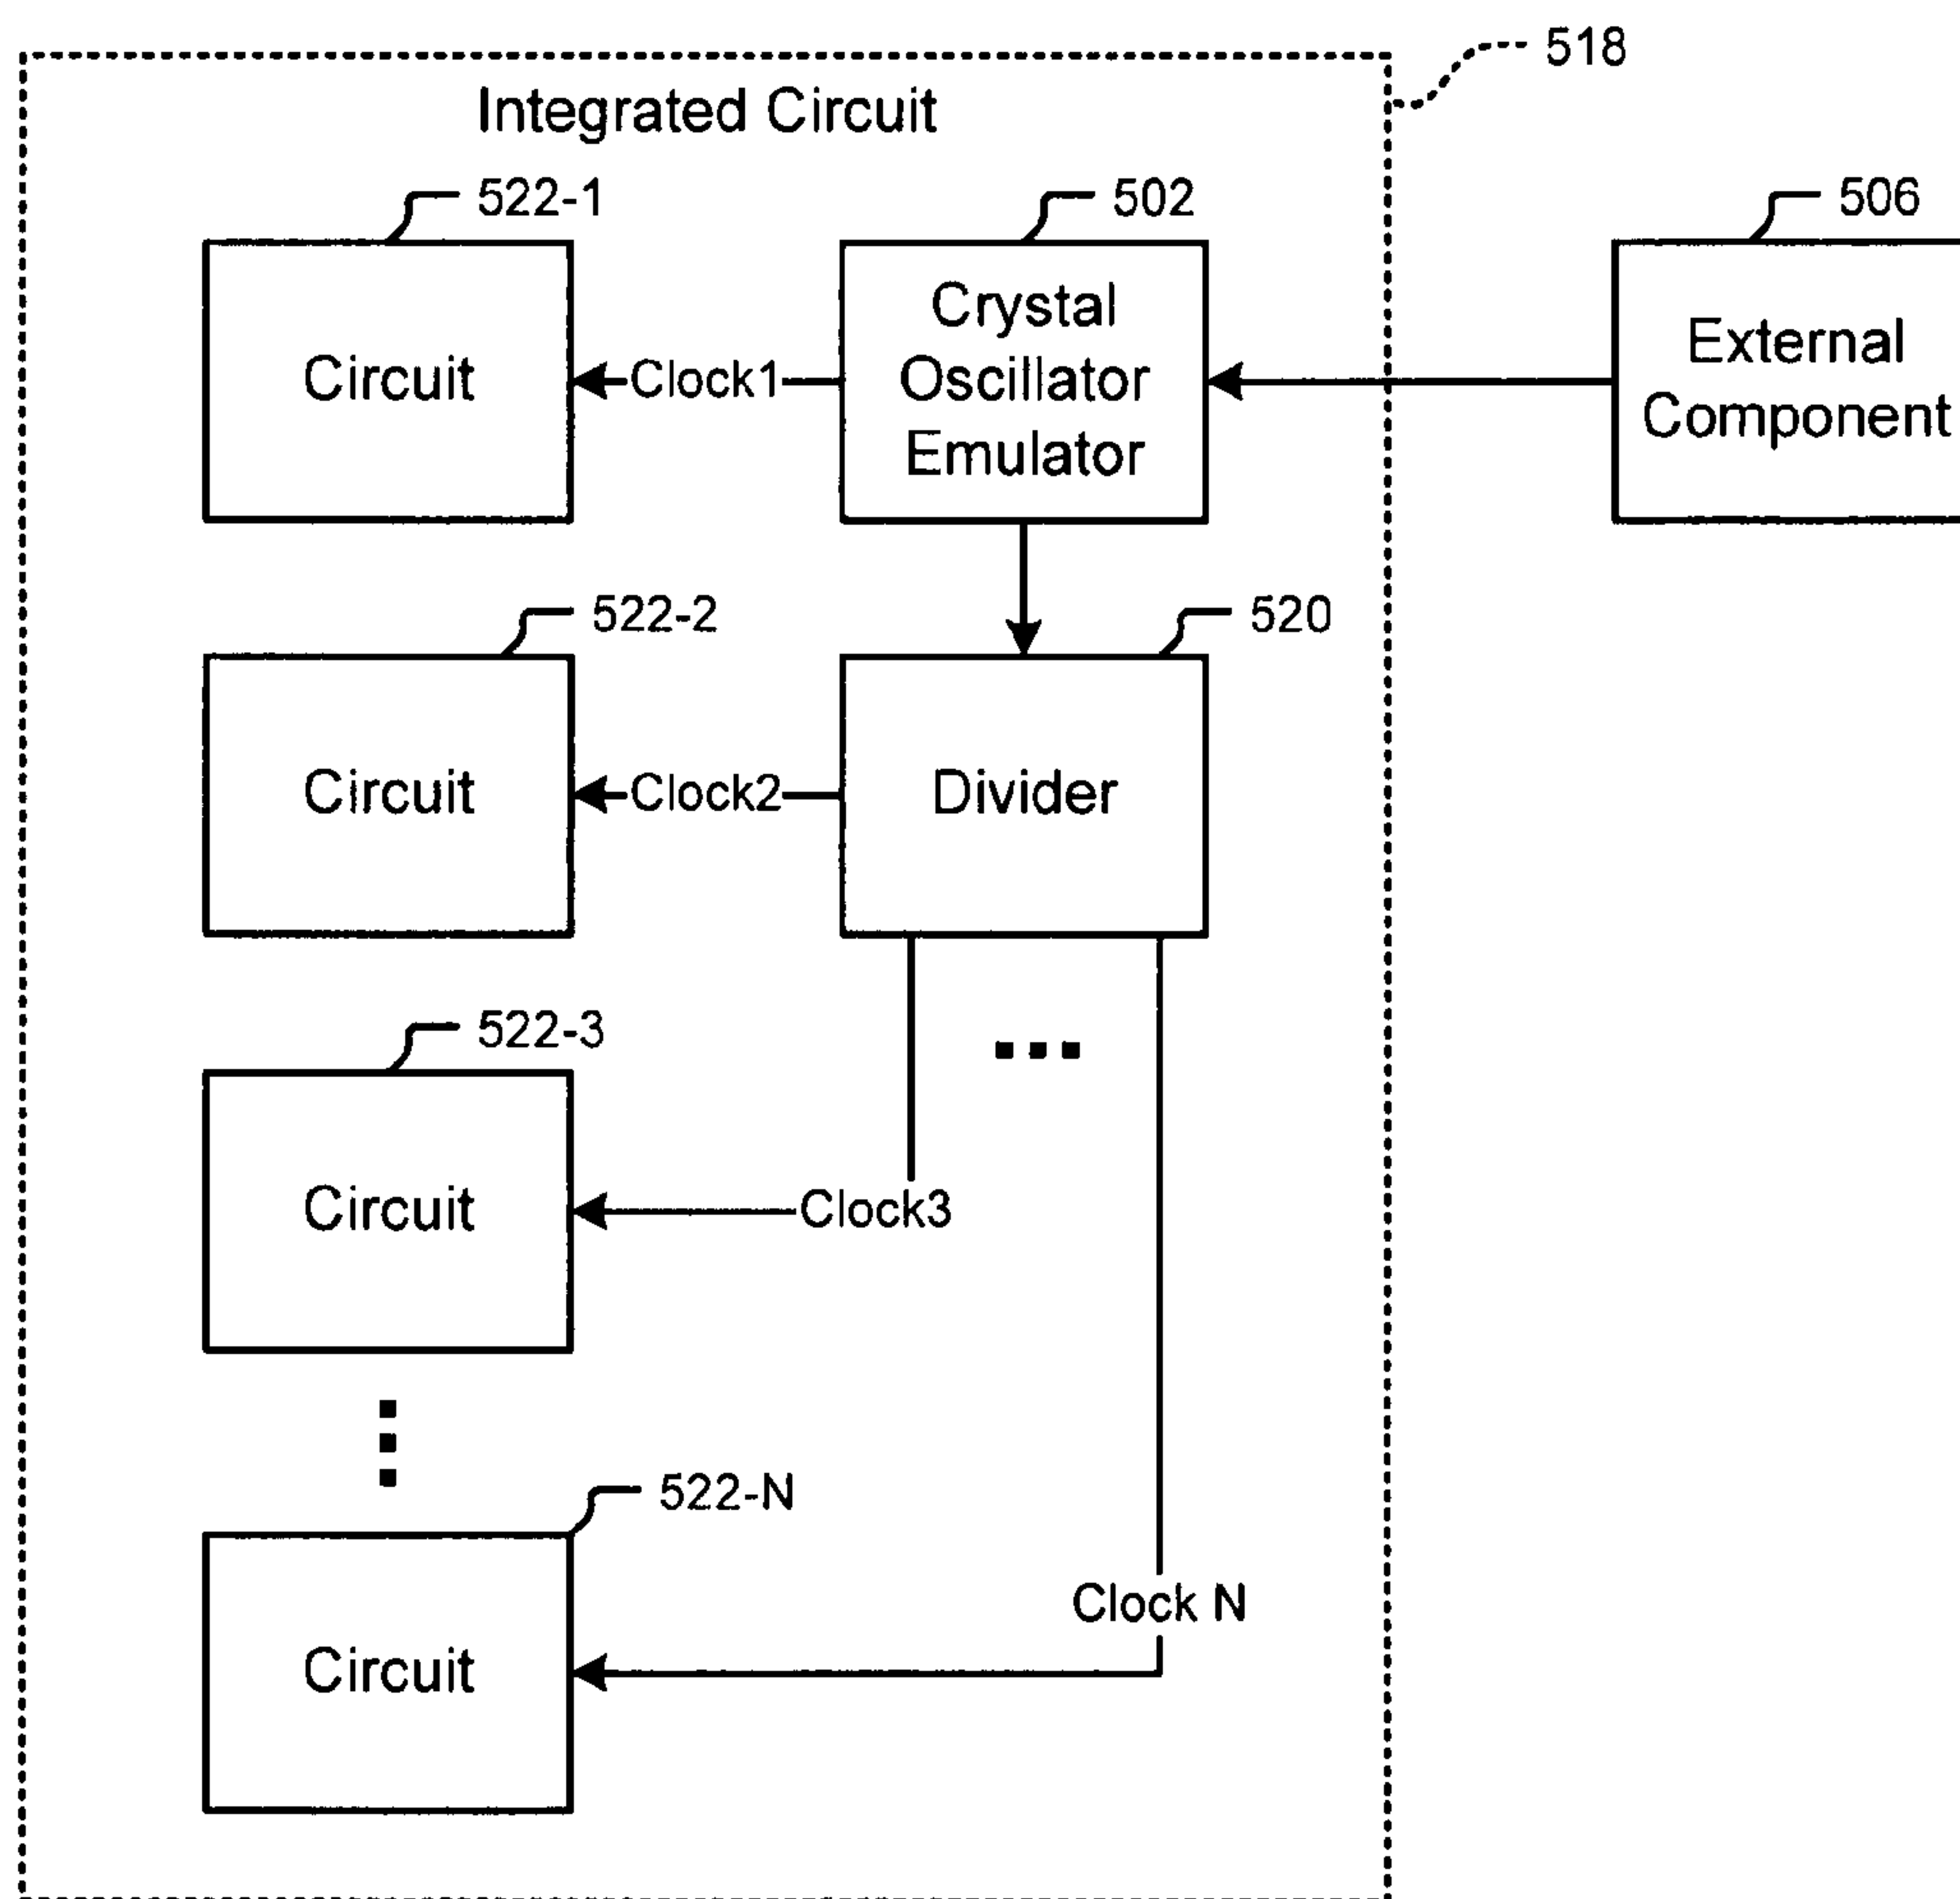 518
Integrated Circuit
522-1
502
506
Circuit
Clock1
Crystal
Oscillator
Emulator
External
Component
522-2
520
Circuit
Clock2
Divider
522-3
Circuit
Clock3
522-N
Clock N
Circuit